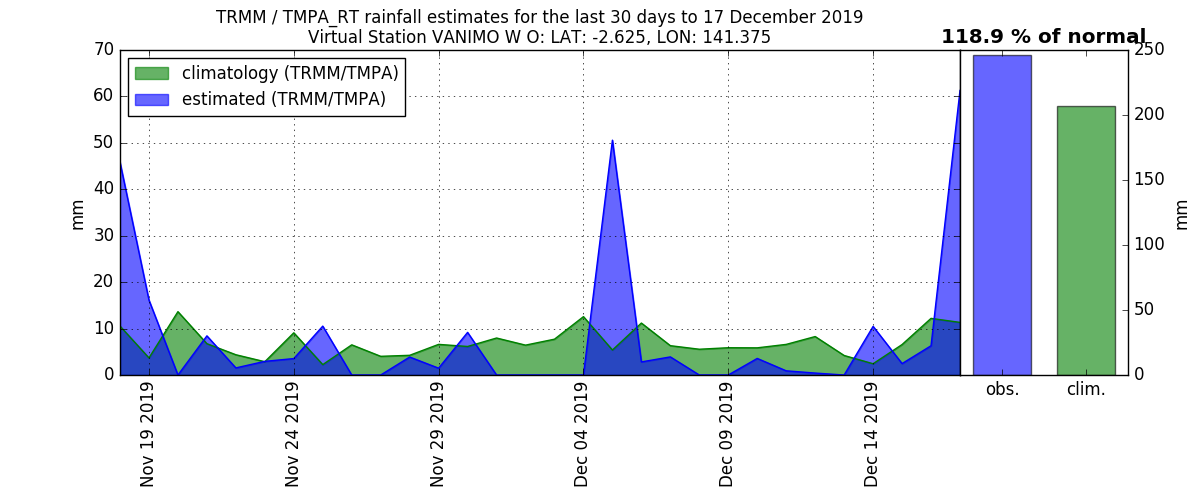 TRMM / TMPA_RT rainfall estimates for the last 30 days to 17 December 2019
Virtual Station VANIMO W O: LAT: -2.625, LON: 141.375
118.9 % of normal
climatology (TRMM/TMPA)
estimated (TRMM/TMPA)
70
60
50
40
30
20
10
0
mm
Nov 19 2019
Nov 24 2019
Nov 29 2019
Dec 04 2019
Dec 09 2019
Dec 14 2019
250
200
150
100
50
0
mm
obs.
clim.